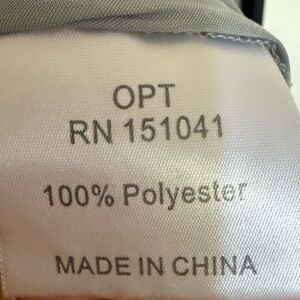 OPT
RN 151041
100% Polyester
MADE IN CHINA